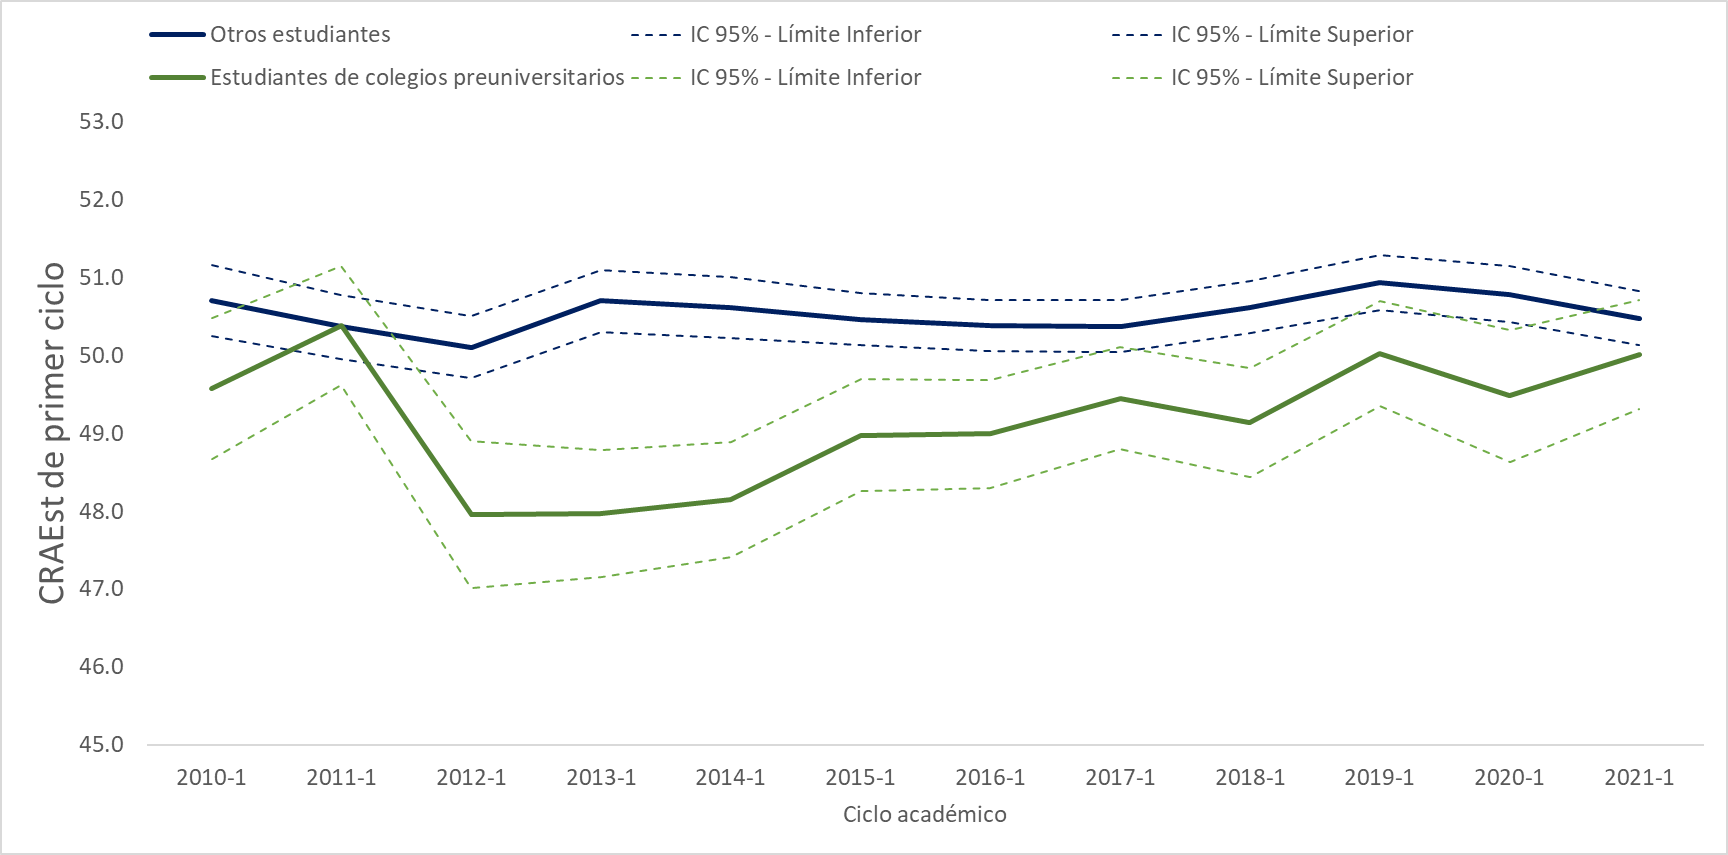 Otros estudiantes IC 95% - Límite Inferior IC 95% - Límite Superior
Estudiantes de colegios preuniversitarios IC 95% - Límite Inferior IC 95% - Límite Superior
53.0
52.0
51.0
50.0
49.0
48.0
47.0
46.0
45.0
CRAEst de primer ciclo
2010-1 2011-1 2012-1 2013-1 2014-1 2015-1 2016-1 2017-1 2018-1 2019-1 2020-1 2021-1
Ciclo académico